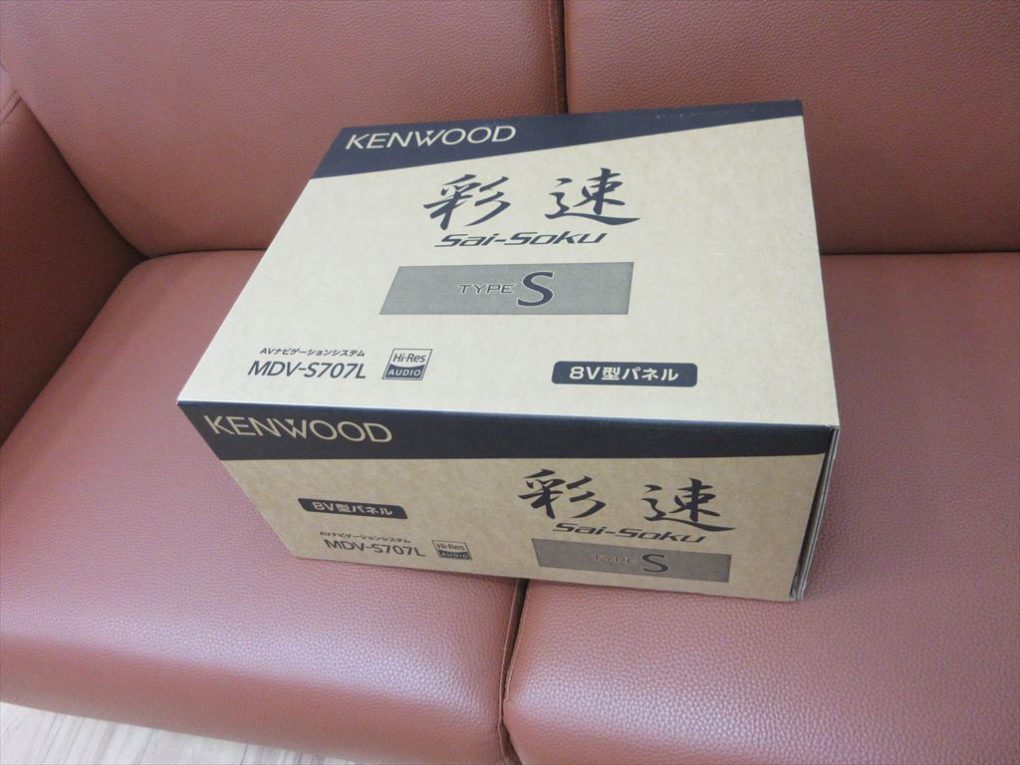 KENWOOD
彩速
Sai-Soku
TYPE S
AVナビゲーションシステム
MDV-S707L
Hi-Res
AUDIO
8V型パネル
KENWOOD
彩速
Sai-Soku
8V型パネル
AVナビゲーションシステム
MDV-S707L
Hi-Res
AUDIO
TYPE S